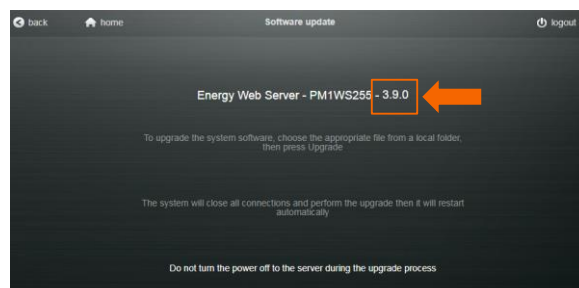 back home Software update logout
Energy Web Server - PM1WS255 - 3.9.0
To upgrade the system software, choose the appropriate file from a local folder,
then press Upgrade
The system will close all connections and perform the upgrade then it will restart
automatically
Do not turn the power off to the server during the upgrade process